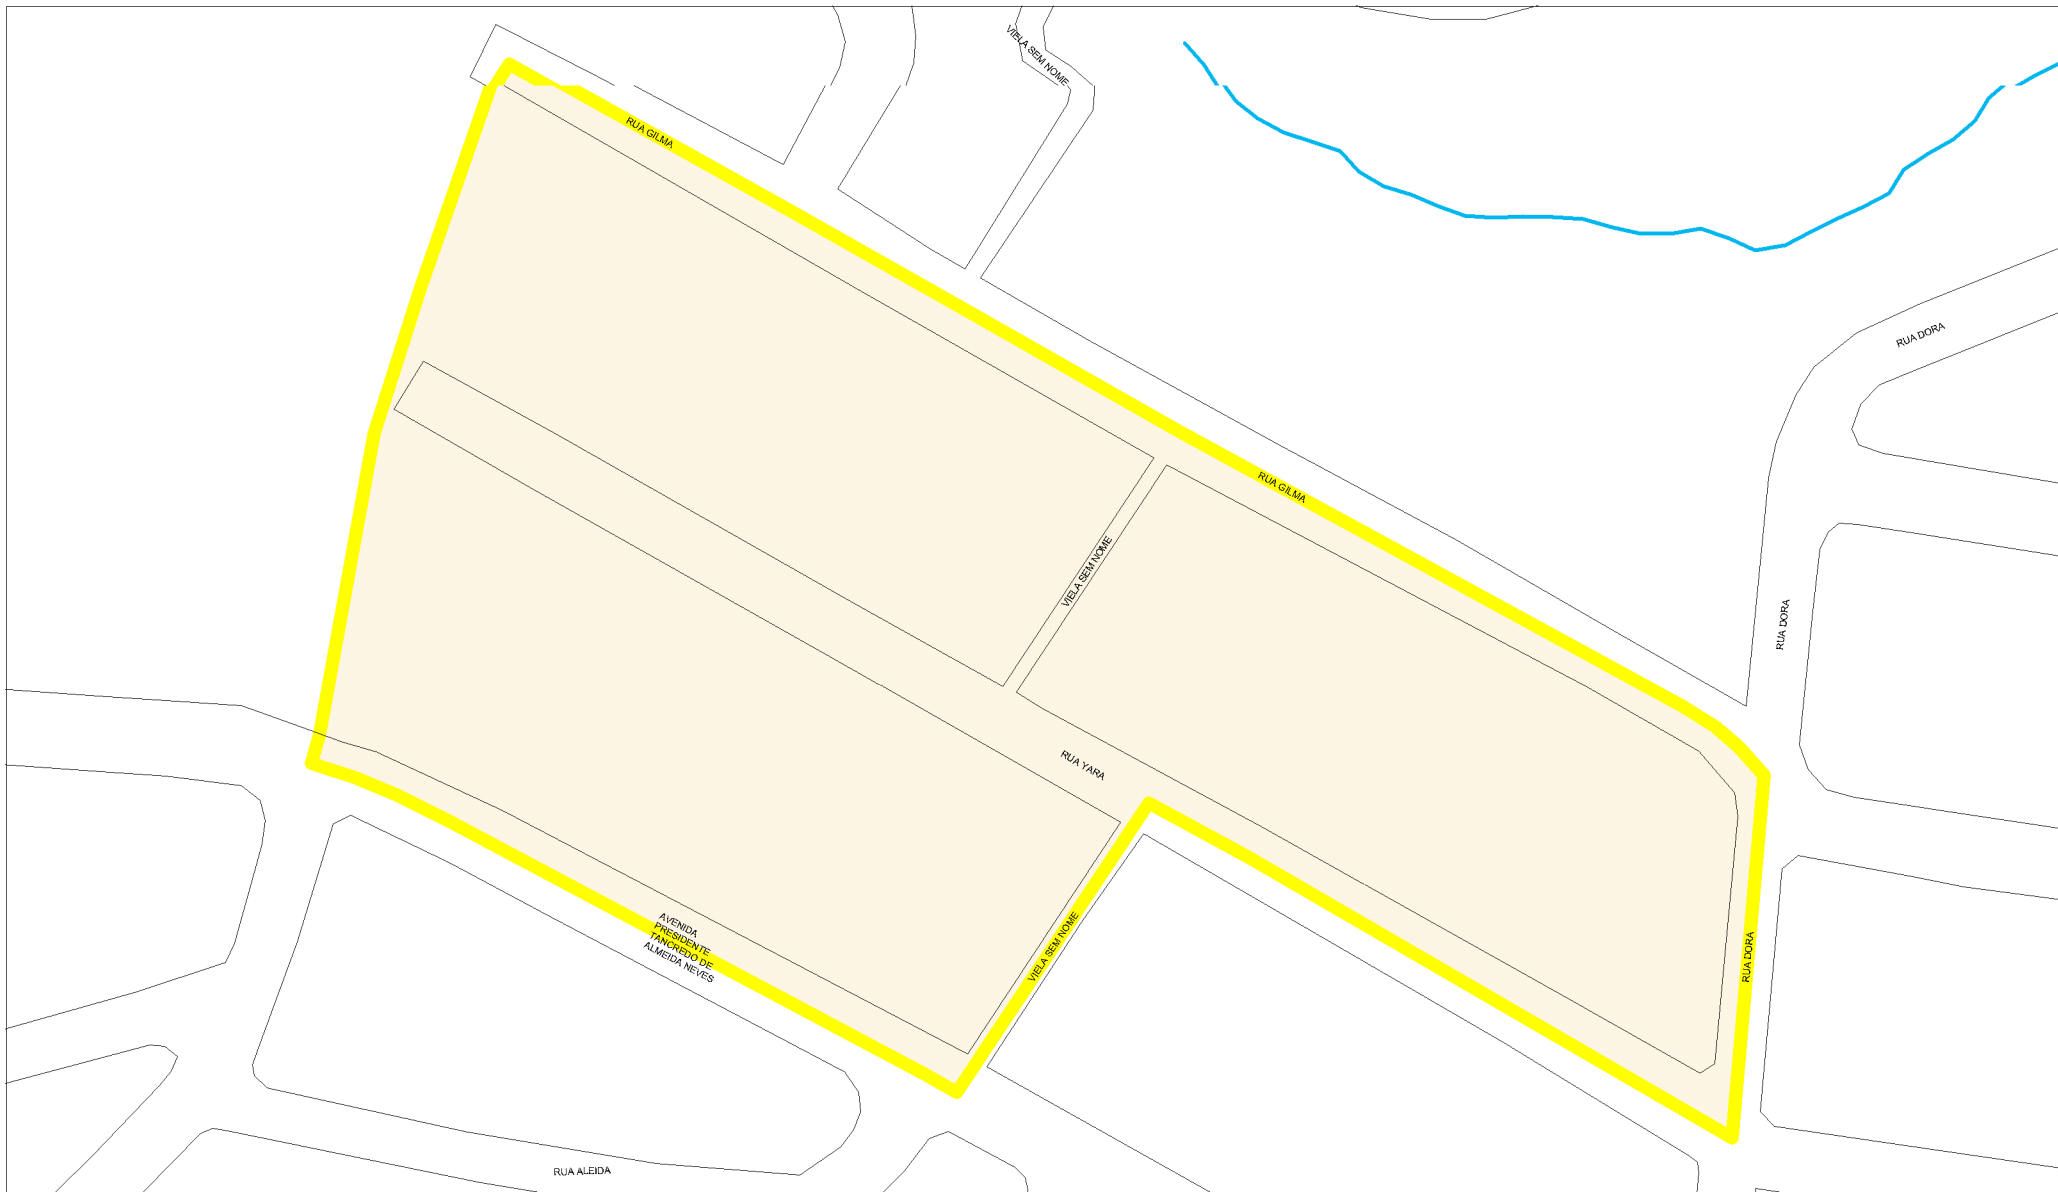 VIELA SEM NOME
RUA GILMA
RUA DORA
RUA GILMA
VIELA SEM NOME
RUA DORA
RUA YARA
AVENIDA
PRESIDENTE
TANCREDO DE
ALMEIDA NEVES
VIELA SEM NOME
RUA DORA
RUA ALEIDA